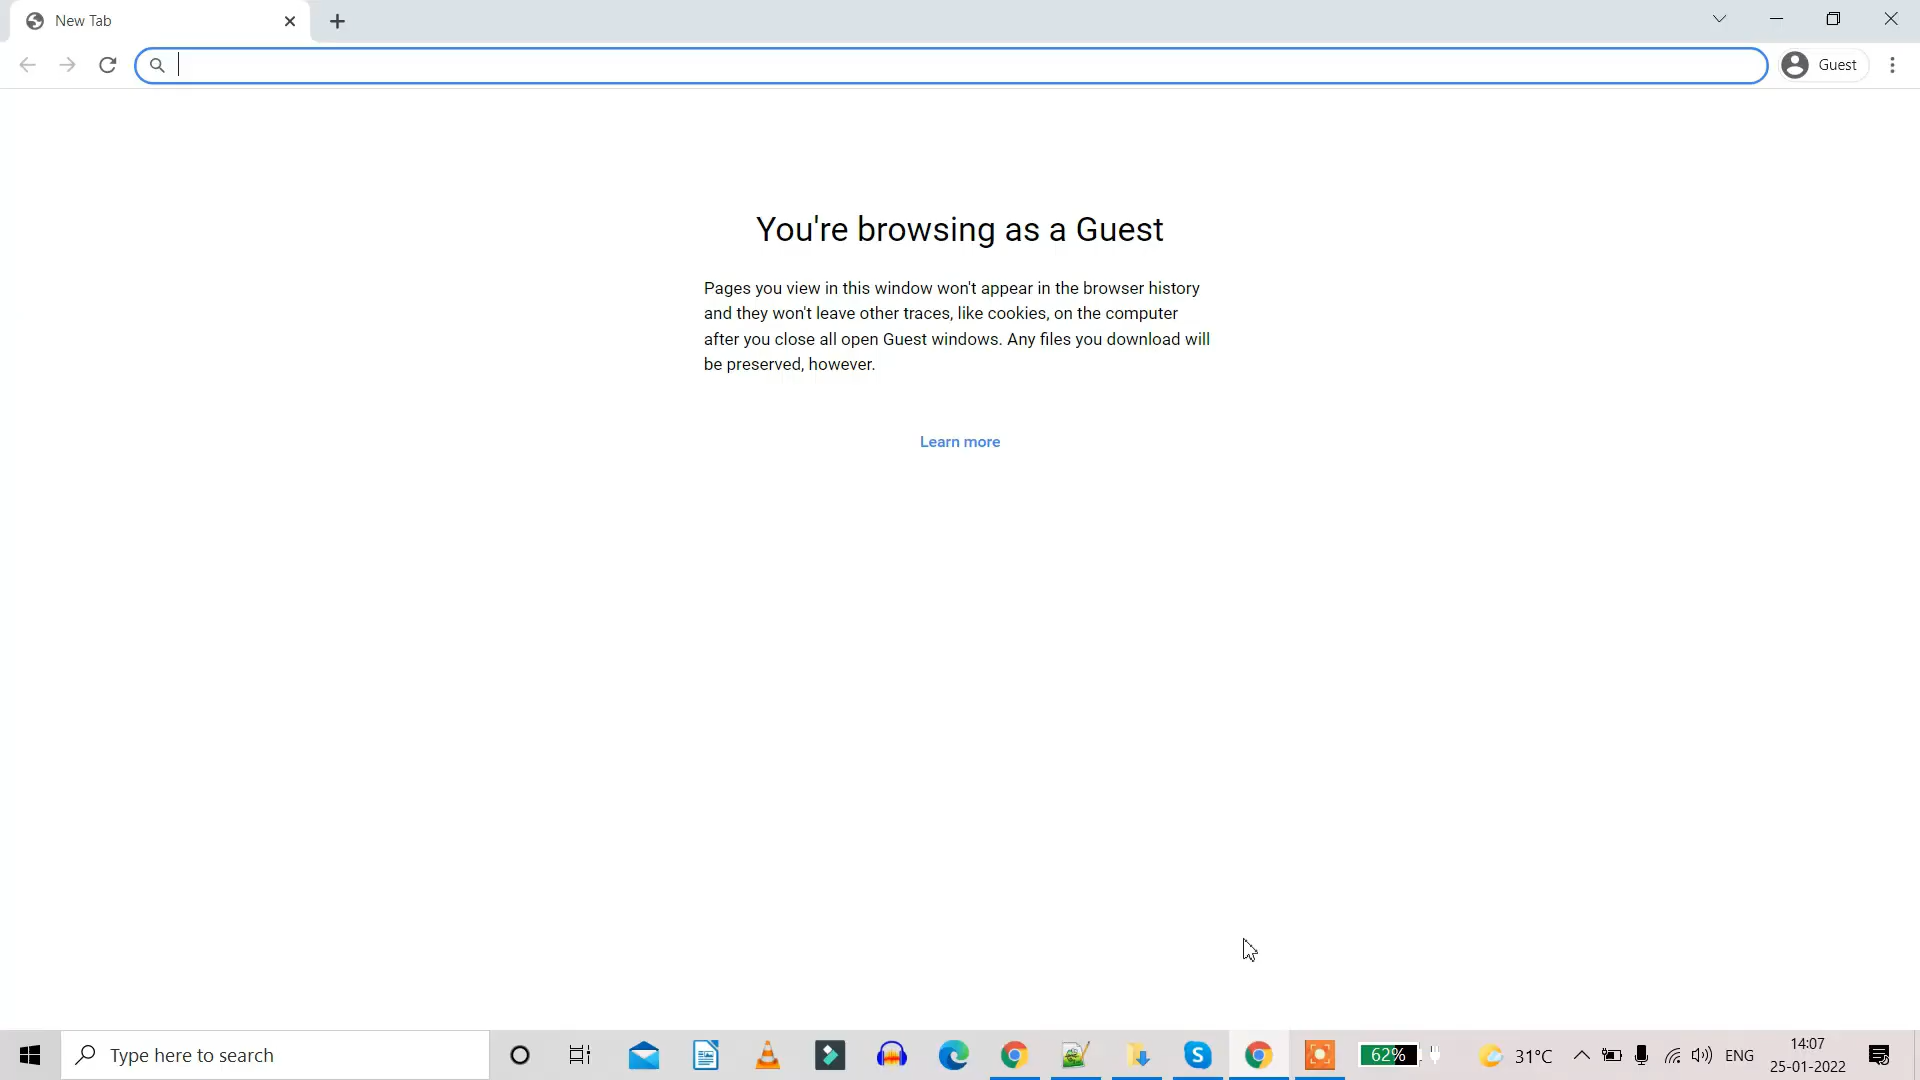 New Tab
Guest
You're browsing as a Guest
Pages you view in this window won't appear in the browser history
and they won't leave other traces, like cookies, on the computer
after you close all open Guest windows. Any files you download will
be preserved, however.
Learn more
Type here to search
62%
31°C
ENG
14:07
25-01-2022